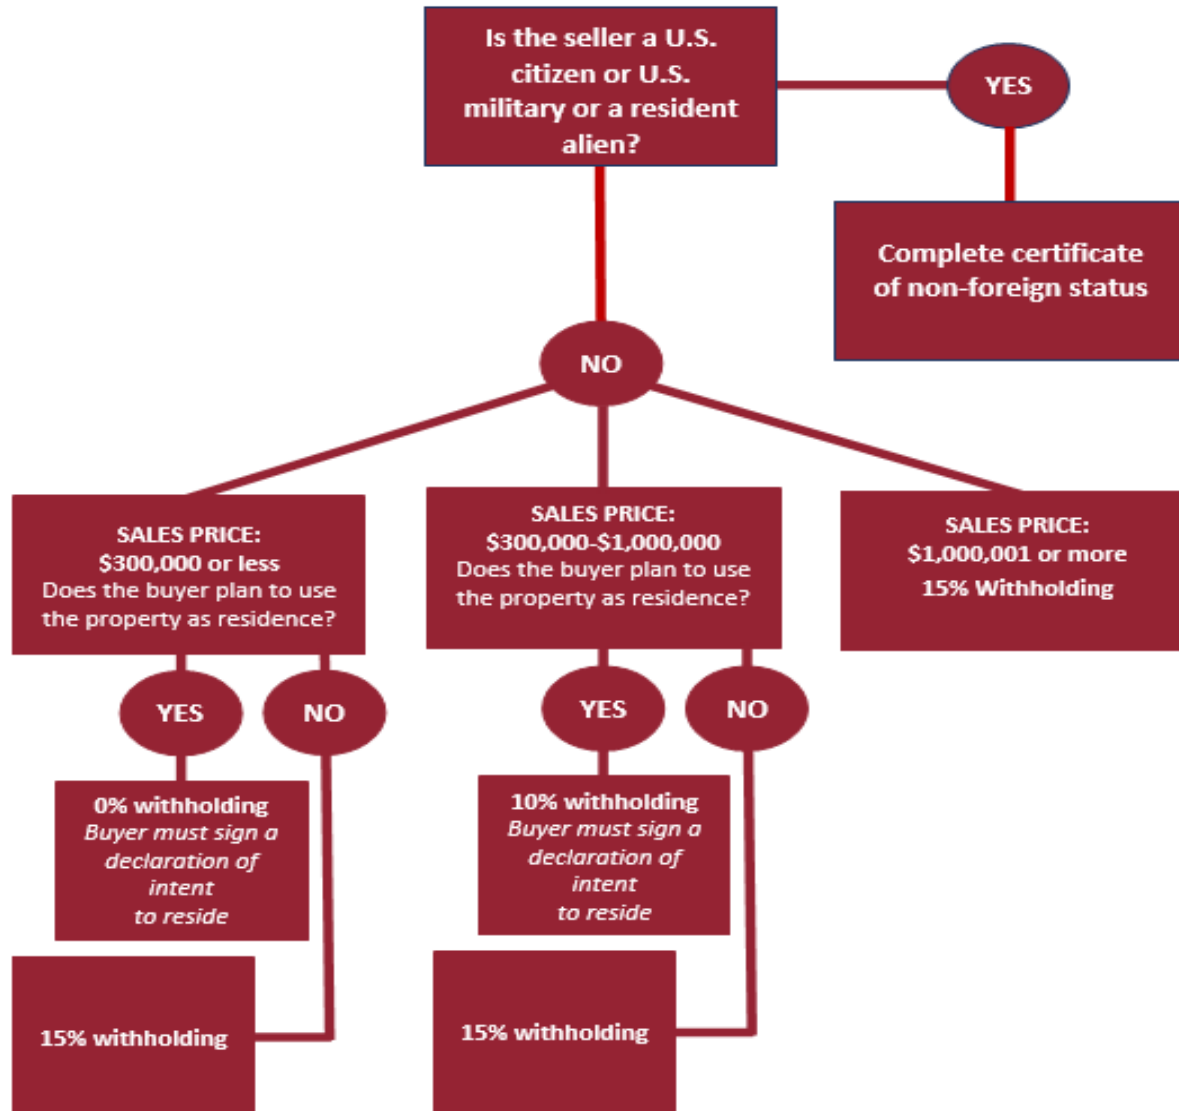 Is the seller a U.S.
citizen or U.S.
military or a resident
alien?
YES
Complete certificate
of non-foreign status
NO
SALES PRICE:
$300,000 or less
Does the buyer plan to use
the property as residence?
SALES PRICE:
$300,000-$1,000,000
Does the buyer plan to use
the property as residence?
SALES PRICE:
$1,000,001 or more
15% Withholding
YES
NO
YES
NO
0% withholding
Buyer must sign a
declaration of
intent
to reside
10% withholding
Buyer must sign a
declaration of
intent
to reside
15% withholding
15% withholding